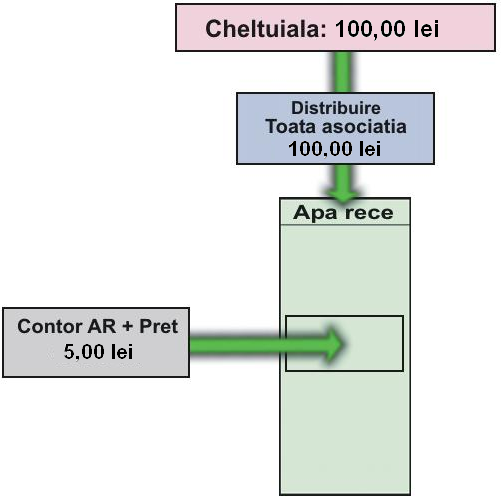 Cheltuiala: 100,00 lei
Distribuire
Toata asociatia
100,00 lei
Apa rece
Contor AR + Pret
5,00 lei